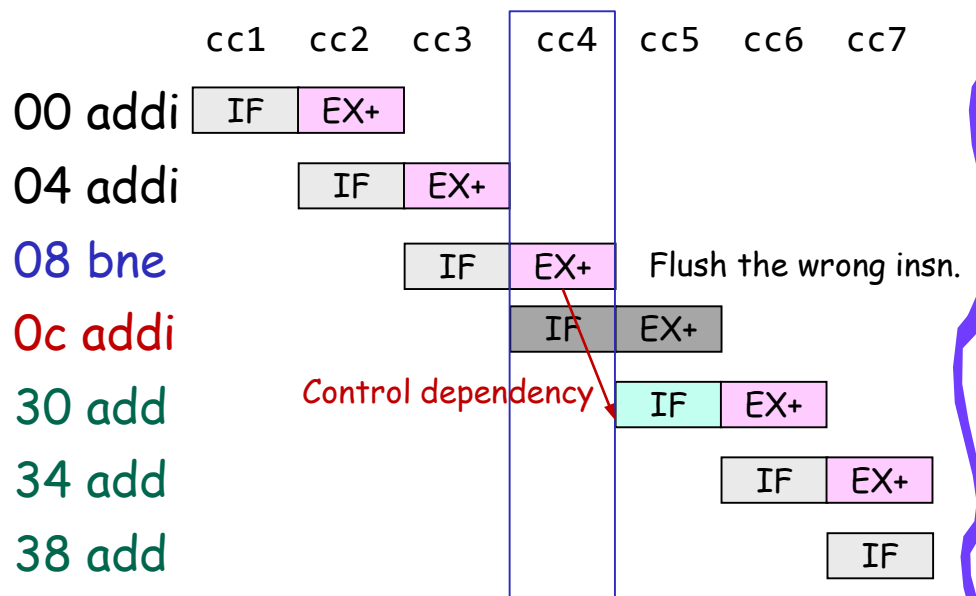 cc1 cc2 cc3 cc4 cc5 cc6 cc7
00 addi IF EX+
04 addi IF EX+
08 bne IF EX+ Flush the wrong insn.
0c addi IF EX+
Control dependency
30 add IF EX+
34 add IF EX+
38 add IF